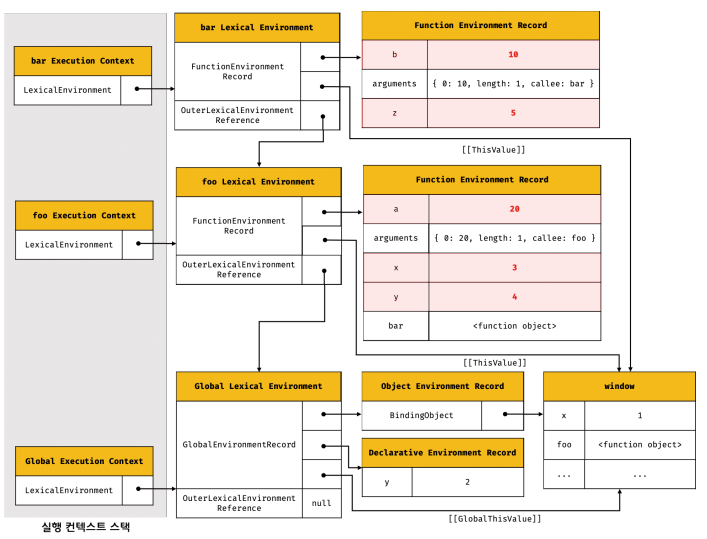 bar Execution Context
LexicalEnvironment
bar Lexical Environment
FunctionEnvironment
Record
OuterLexicalEnvironment
Reference
Function Environment Record
b 10
arguments { 0: 10, length: 1, callee: bar }
z 5
[[ThisValue]]
foo Execution Context
LexicalEnvironment
foo Lexical Environment
FunctionEnvironment
Record
OuterLexicalEnvironment
Reference
Function Environment Record
a 20
arguments { 0: 20, length: 1, callee: foo }
x 3
y 4
bar <function object>
[[ThisValue]]
Global Execution Context
LexicalEnvironment
Global Lexical Environment
GlobalEnvironmentRecord
OuterLexicalEnvironment
Reference
null
Object Environment Record
BindingObject
Declarative Environment Record
y 2
window
x 1
foo <function object>
... ...
[[GlobalThisValue]]
실행 컨텍스트 스택